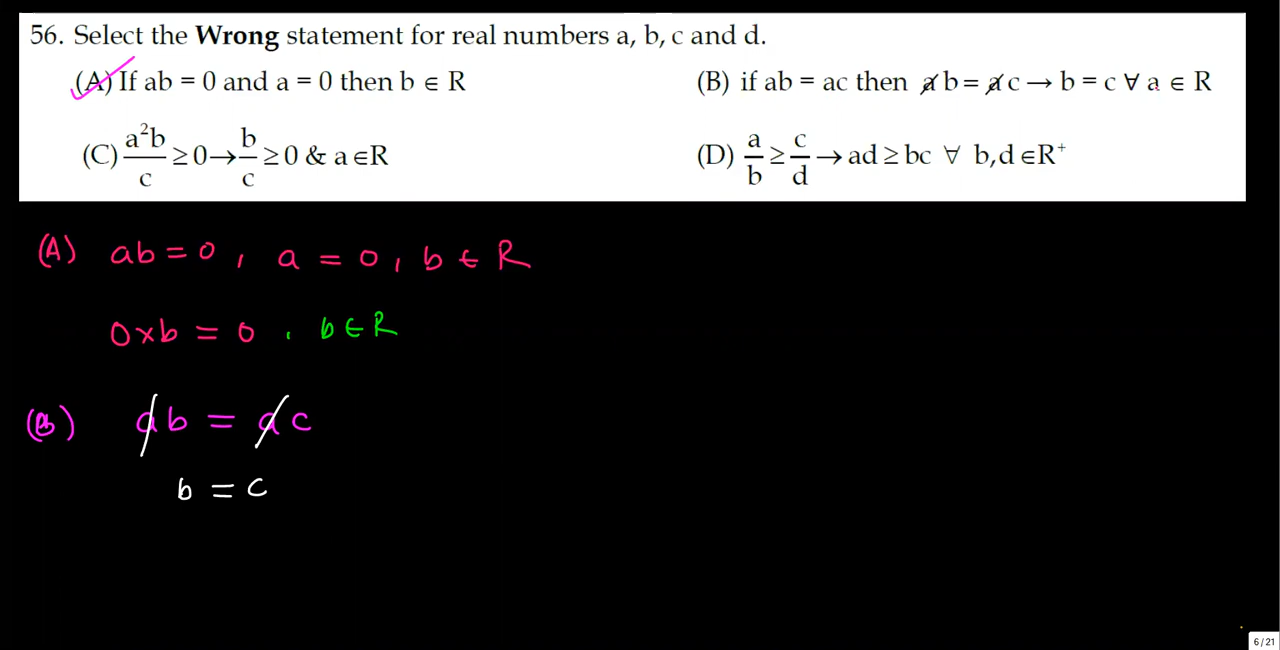 56. Select the Wrong statement for real numbers a, b, c and d.
(A) If ab = 0 and a = 0 then b ∈ R
(B) if ab = ac then a̸ b = a̸ c → b = c ∀ a ∈ R
(C) a²b/c ≥ 0 → b/c ≥ 0 & a ∈R
(D) a/b ≥ c/d → ad ≥ bc ∀ b,d ∈R⁺
(A) ab = 0 , a = 0 , b ∈ R
0 × b = 0 . b ∈ R
(B) a̸ b = a̸ c
b = c
6 / 21